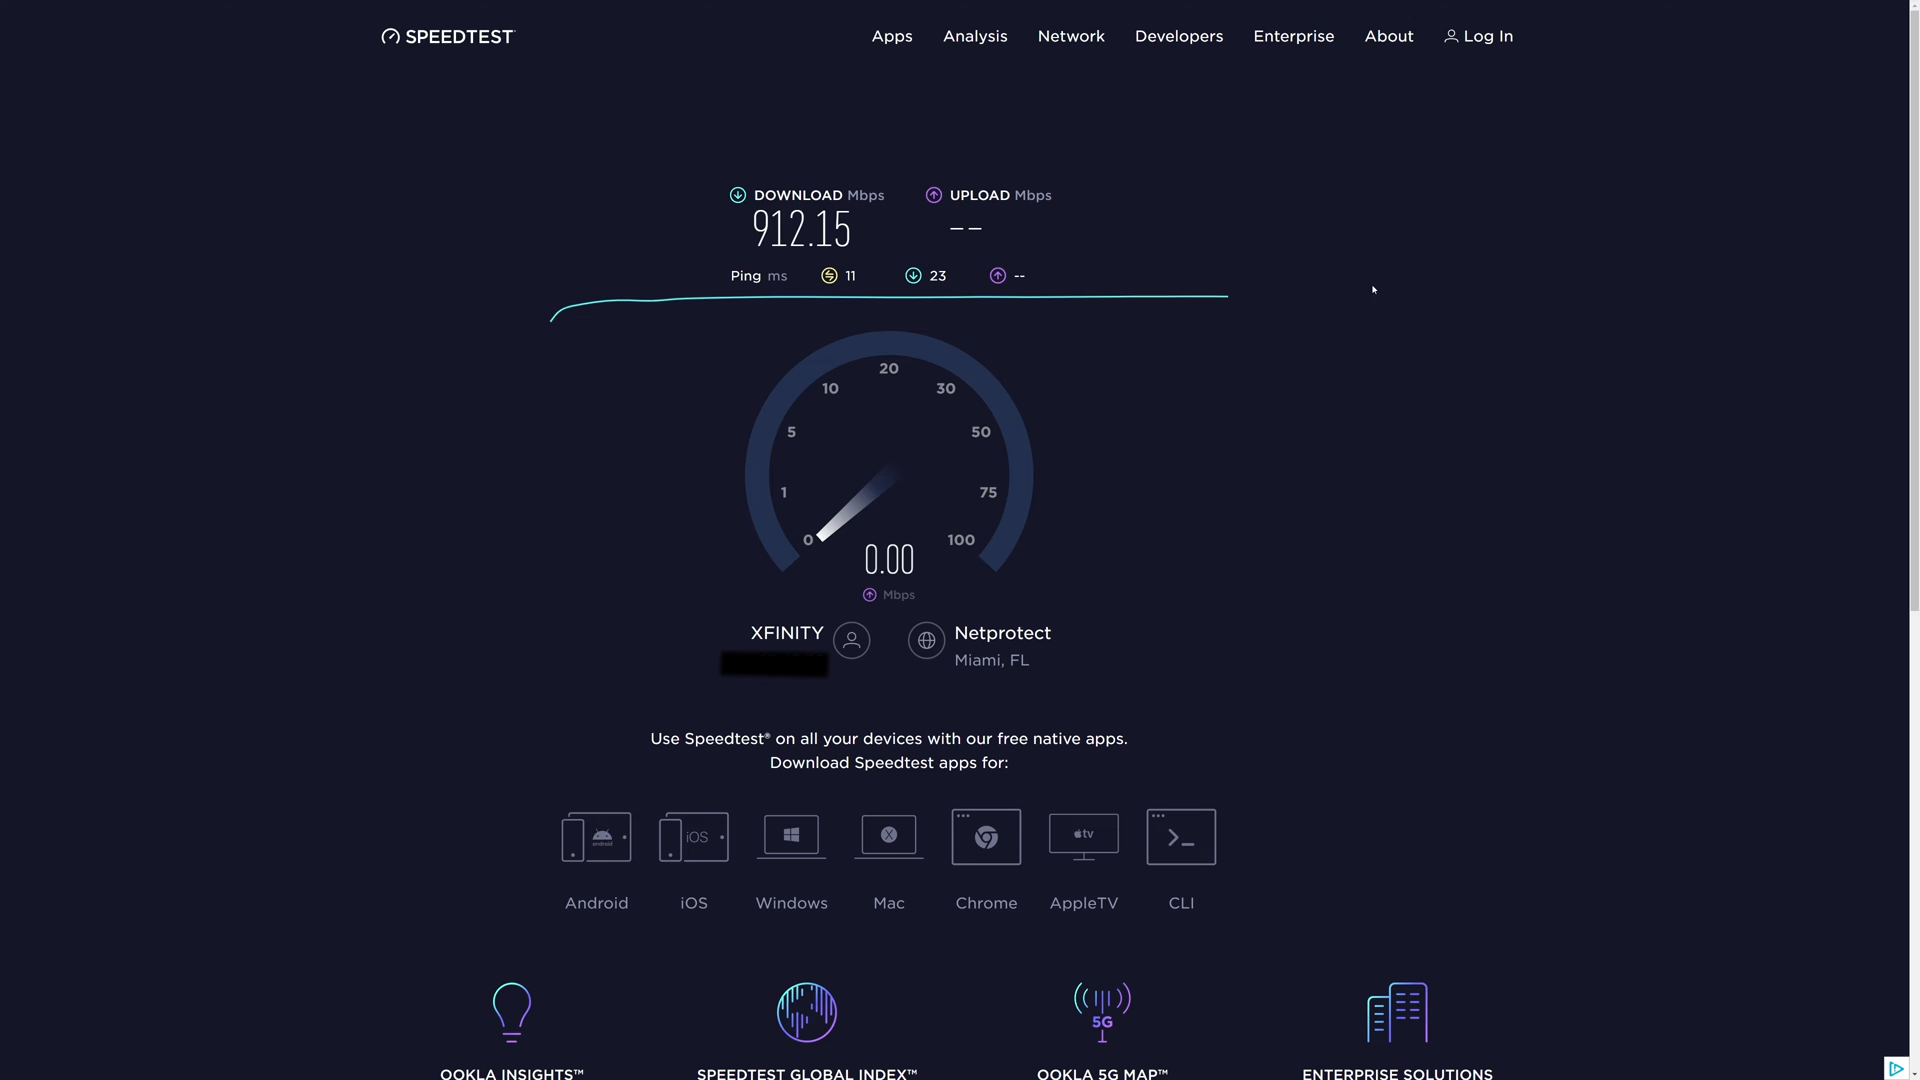 SPEEDTEST
Apps Analysis Network Developers Enterprise About Log In
DOWNLOAD Mbps UPLOAD Mbps
912.15 --
Ping ms 11 23 --
20
10 30
5 50
1 75
0 100
0.00
Mbps
XFINITY Netprotect
Miami, FL
Use Speedtest® on all your devices with our free native apps.
Download Speedtest apps for:
android iOS X tv >_
Android iOS Windows Mac Chrome AppleTV CLI
5G
OOKLA INSIGHTS™ SPEEDTEST GLOBAL INDEX™ OOKLA 5G MAP™ ENTERPRISE SOLUTIONS